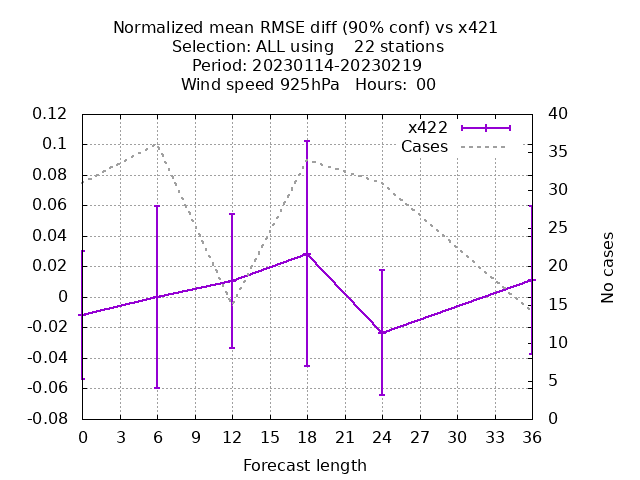 Normalized mean RMSE diff (90% conf) vs x421
Selection: ALL using    22 stations
Period: 20230114-20230219
Wind speed 925hPa   Hours:  00
x422
Cases
0.12
0.1
0.08
0.06
0.04
0.02
0
-0.02
-0.04
-0.06
-0.08
40
35
30
25
20
15
10
5
0
No cases
0 3 6 9 12 15 18 21 24 27 30 33 36
Forecast length